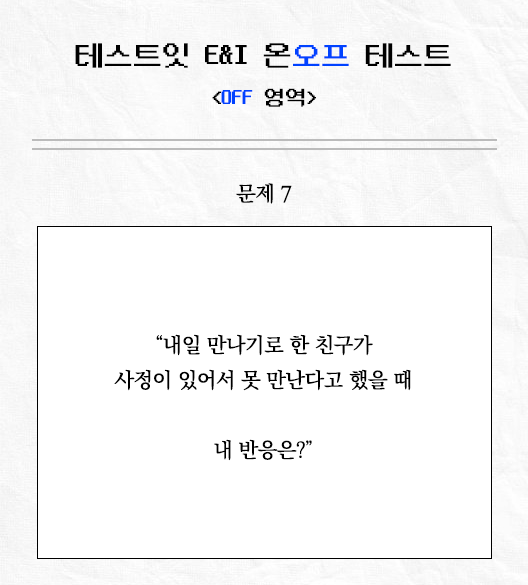 테스트잇 E&I 온오프 테스트
<OFF 영역>
문제 7
“내일 만나기로 한 친구가
사정이 있어서 못 만난다고 했을 때
내 반응은?”